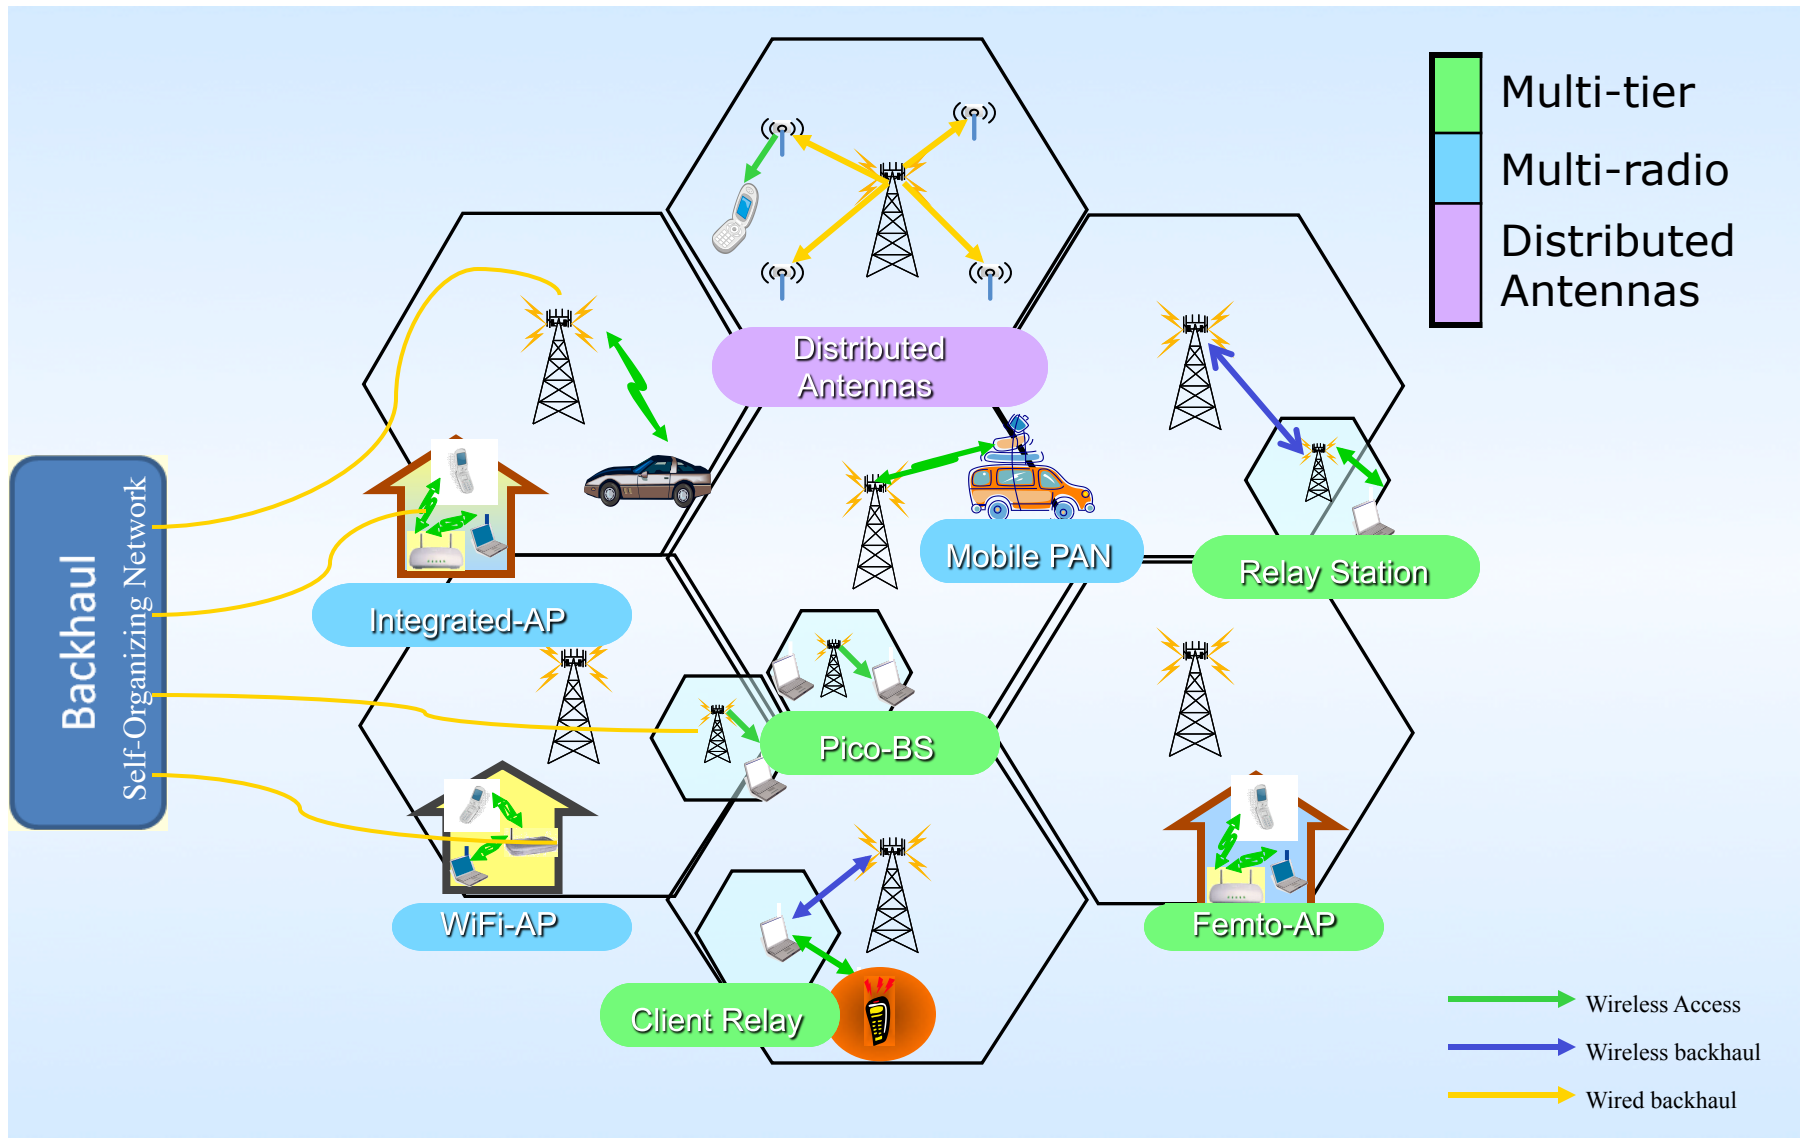 Multi-tier
Multi-radio
Distributed
Antennas
Distributed
Antennas
Mobile PAN
Relay Station
Integrated-AP
Backhaul
Self-Organizing Network
Pico-BS
WiFi-AP
Femto-AP
Client Relay
Wireless Access
Wireless backhaul
Wired backhaul